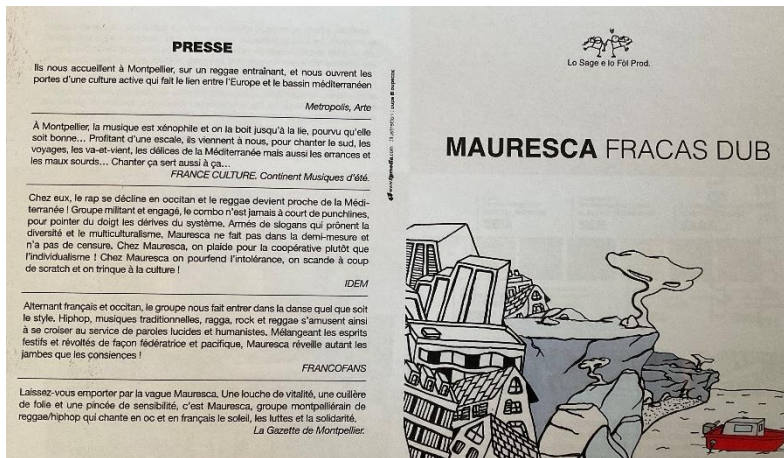 PRESSE
Ils nous accueillent à Montpellier, sur un reggae entraînant, et nous ouvrent les
portes d'une culture active qui fait le lien entre l'Europe et le bassin méditerranéen
Metropolis, Arte
À Montpellier, la musique est xénophile et on la boit jusqu'à la lie, pourvu qu'elle
soit bonne... Profitant d'une escale, ils viennent à nous, pour chanter le sud, les
voyages, les va-et-vient, les délices de la Méditerranée mais aussi les errances et
les maux sourds... Chanter ça sert aussi à ça...
FRANCE CULTURE. Continent Musiques d'été.
Chez eux, le rap se décline en occitan et le reggae devient proche de la Médi-
terranée ! Groupe militant et engagé, le combo n'est jamais à court de punchlines,
pour pointer du doigt les dérives du système. Armés de slogans qui prônent la
diversité et le multiculturalisme, Mauresca ne fait pas dans la demi-mesure et
n'a pas de censure. Chez Mauresca, on plaide pour la coopérative plutôt que
l'individualisme ! Chez Mauresca on pourfend l'intolérance, on scande à coup
de scratch et on trinque à la culture !
IDEM
Alternant français et occitan, le groupe nous fait entrer dans la danse quel que soit
le style. Hiphop, musiques traditionnelles, ragga, rock et reggae s'amusent ainsi
à se croiser au service de paroles lucides et humanistes. Mélangeant les esprits
festifs et révoltés de façon fédératrice et pacifique, Mauresca réveille autant les
jambes que les consiences !
FRANCOFANS
Laissez-vous emporter par la vague Mauresca. Une louche de vitalité, une cuillère
de folie et une pincée de sensibilité, c'est Mauresca, groupe montpelliérain de
reggae/hiphop qui chante en oc et en français le soleil, les luttes et la solidarité.
La Gazette de Montpellier.
Lo Sage e lo Fòl Prod.
MAURESCA FRACAS DUB